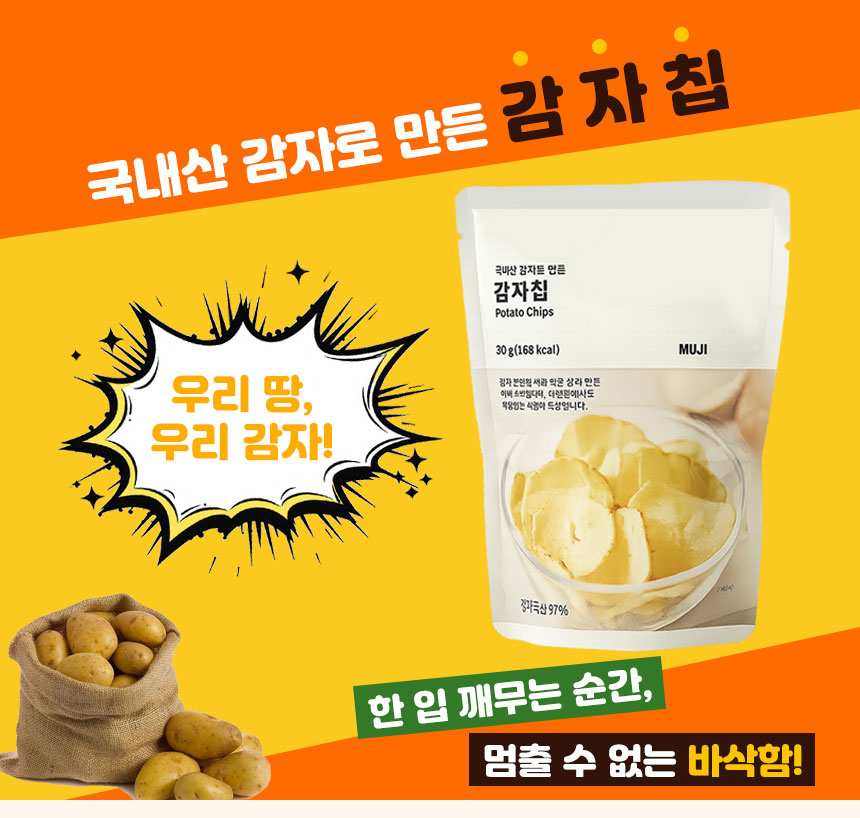 국내산 감자로 만든 감자칩
우리 땅,
우리 감자!
감자칩
Potato Chips
30g(168 kcal)
MUJI
97%
한 입 깨무는 순간,
멈출 수 없는 바삭함!